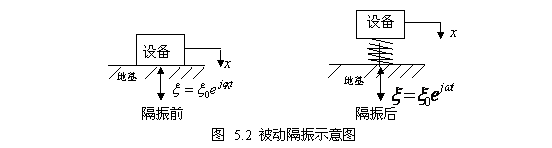 设备
x
地基
ξ = ξ₀e^{jωt}
隔振前
设备
x
地基
ξ=ξ₀e^{jωt}
隔振后
图 5.2 被动隔振示意图